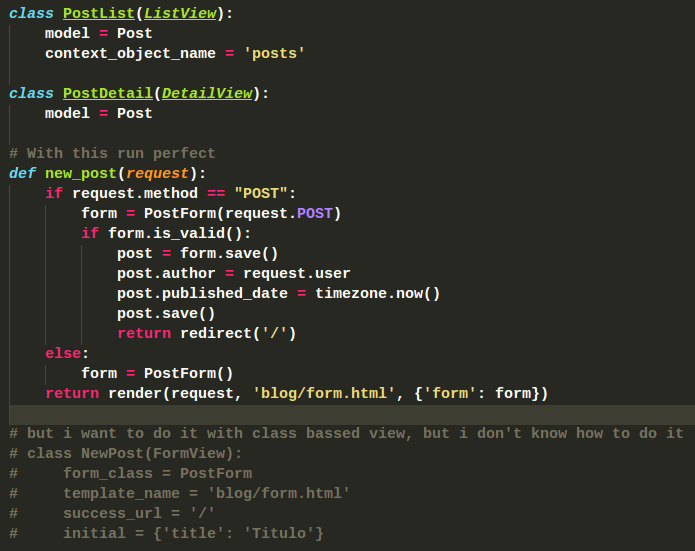 class PostList(ListView):
    model = Post
    context_object_name = 'posts'

class PostDetail(DetailView):
    model = Post

# With this run perfect
def new_post(request):
    if request.method == "POST":
        form = PostForm(request.POST)
        if form.is_valid():
            post = form.save()
            post.author = request.user
            post.published_date = timezone.now()
            post.save()
            return redirect('/')
    else:
        form = PostForm()
    return render(request, 'blog/form.html', {'form': form})

# but i want to do it with class bassed view, but i don't know how to do it
# class NewPost(FormView):
#     form_class = PostForm
#     template_name = 'blog/form.html'
#     success_url = '/'
#     initial = {'title': 'Titulo'}